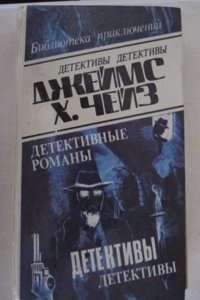 Библиотека приключений
ДЕТЕКТИВЫ ДЕТЕКТИВЫ
ДЖЕЙМС
Х. ЧЕЙЗ
ДЕТЕКТИВНЫЕ
РОМАНЫ
ДЕТЕКТИВЫ
ДЕТЕКТИВЫ